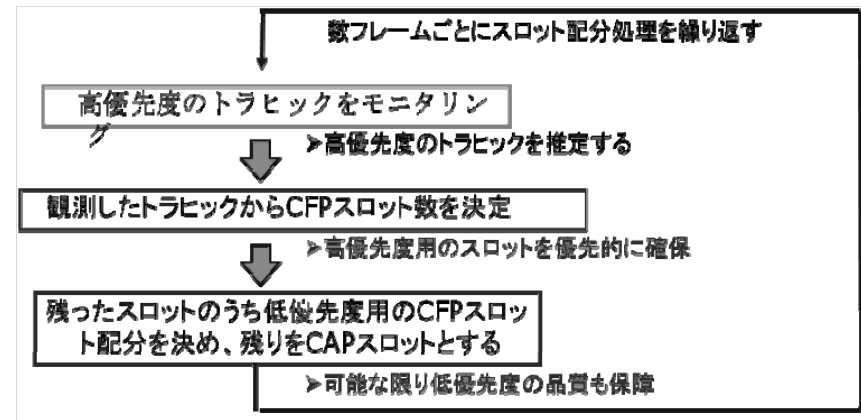 数フレームごとにスロット配分処理を繰り返す
高優先度のトラヒックをモニタリン
グ
➤高優先度のトラヒックを推定する
観測したトラヒックからCFPスロット数を決定
➤高優先度用のスロットを優先的に確保
残ったスロットのうち低優先度用のCFPスロッ
ト配分を決め、残りをCAPスロットとする
➤可能な限り低優先度の品質も保障